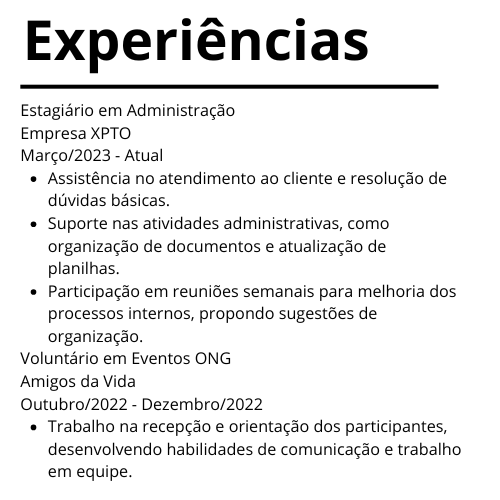 Experiências
Estagiário em Administração
Empresa XPTO
Março/2023 - Atual
• Assistência no atendimento ao cliente e resolução de
dúvidas básicas.
• Suporte nas atividades administrativas, como
organização de documentos e atualização de
planilhas.
• Participação em reuniões semanais para melhoria dos
processos internos, propondo sugestões de
organização.
Voluntário em Eventos ONG
Amigos da Vida
Outubro/2022 - Dezembro/2022
• Trabalho na recepção e orientação dos participantes,
desenvolvendo habilidades de comunicação e trabalho
em equipe.